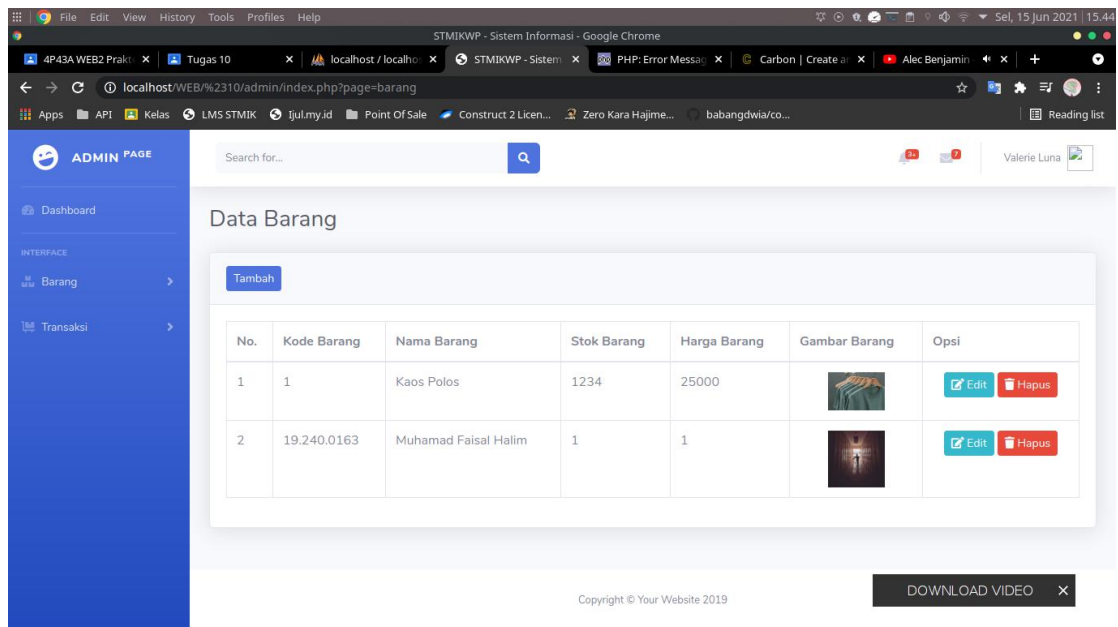 File Edit View History Tools Profiles Help
Sel, 15 Jun 2021 | 15.44
STMIKWP - Sistem Informasi - Google Chrome
4P43A WEB2 Prakt
Tugas 10
localhost / localho
STMIKWP - Sistem
PHP: Error Messag
Carbon | Create ar
Alec Benjamin
localhost/WEB/%2310/admin/index.php?page=barang
Apps API Kelas LMS STMIK Ijul.my.id Point Of Sale Construct 2 Licen... Zero Kara Hajime... babangdwia/co... Reading list
ADMIN PAGE
Search for...
3+
7
Valerie Luna
Dashboard
INTERFACE
Barang
Transaksi
Data Barang
Tambah
No. Kode Barang Nama Barang Stok Barang Harga Barang Gambar Barang Opsi
1 1 Kaos Polos 1234 25000 Edit Hapus
2 19.240.0163 Muhamad Faisal Halim 1 1 Edit Hapus
Copyright © Your Website 2019
DOWNLOAD VIDEO